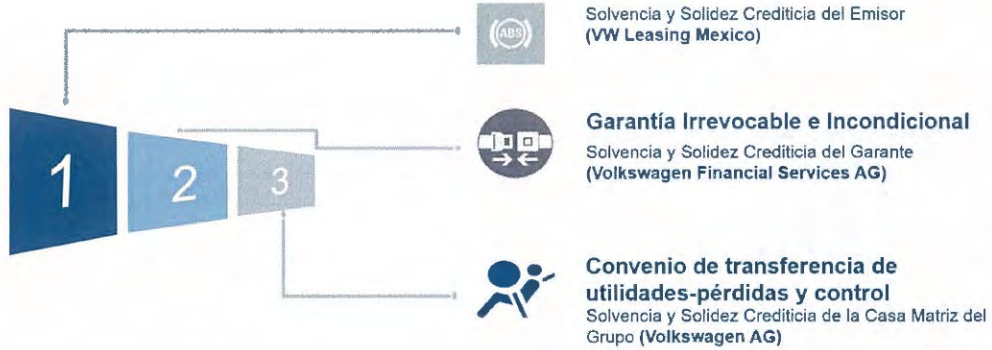 Solvencia y Solidez Crediticia del Emisor
(VW Leasing Mexico)
(ABS)
Garantía Irrevocable e Incondicional
Solvencia y Solidez Crediticia del Garante
(Volkswagen Financial Services AG)
1
2
3
Convenio de transferencia de
utilidades-pérdidas y control
Solvencia y Solidez Crediticia de la Casa Matriz del
Grupo (Volkswagen AG)